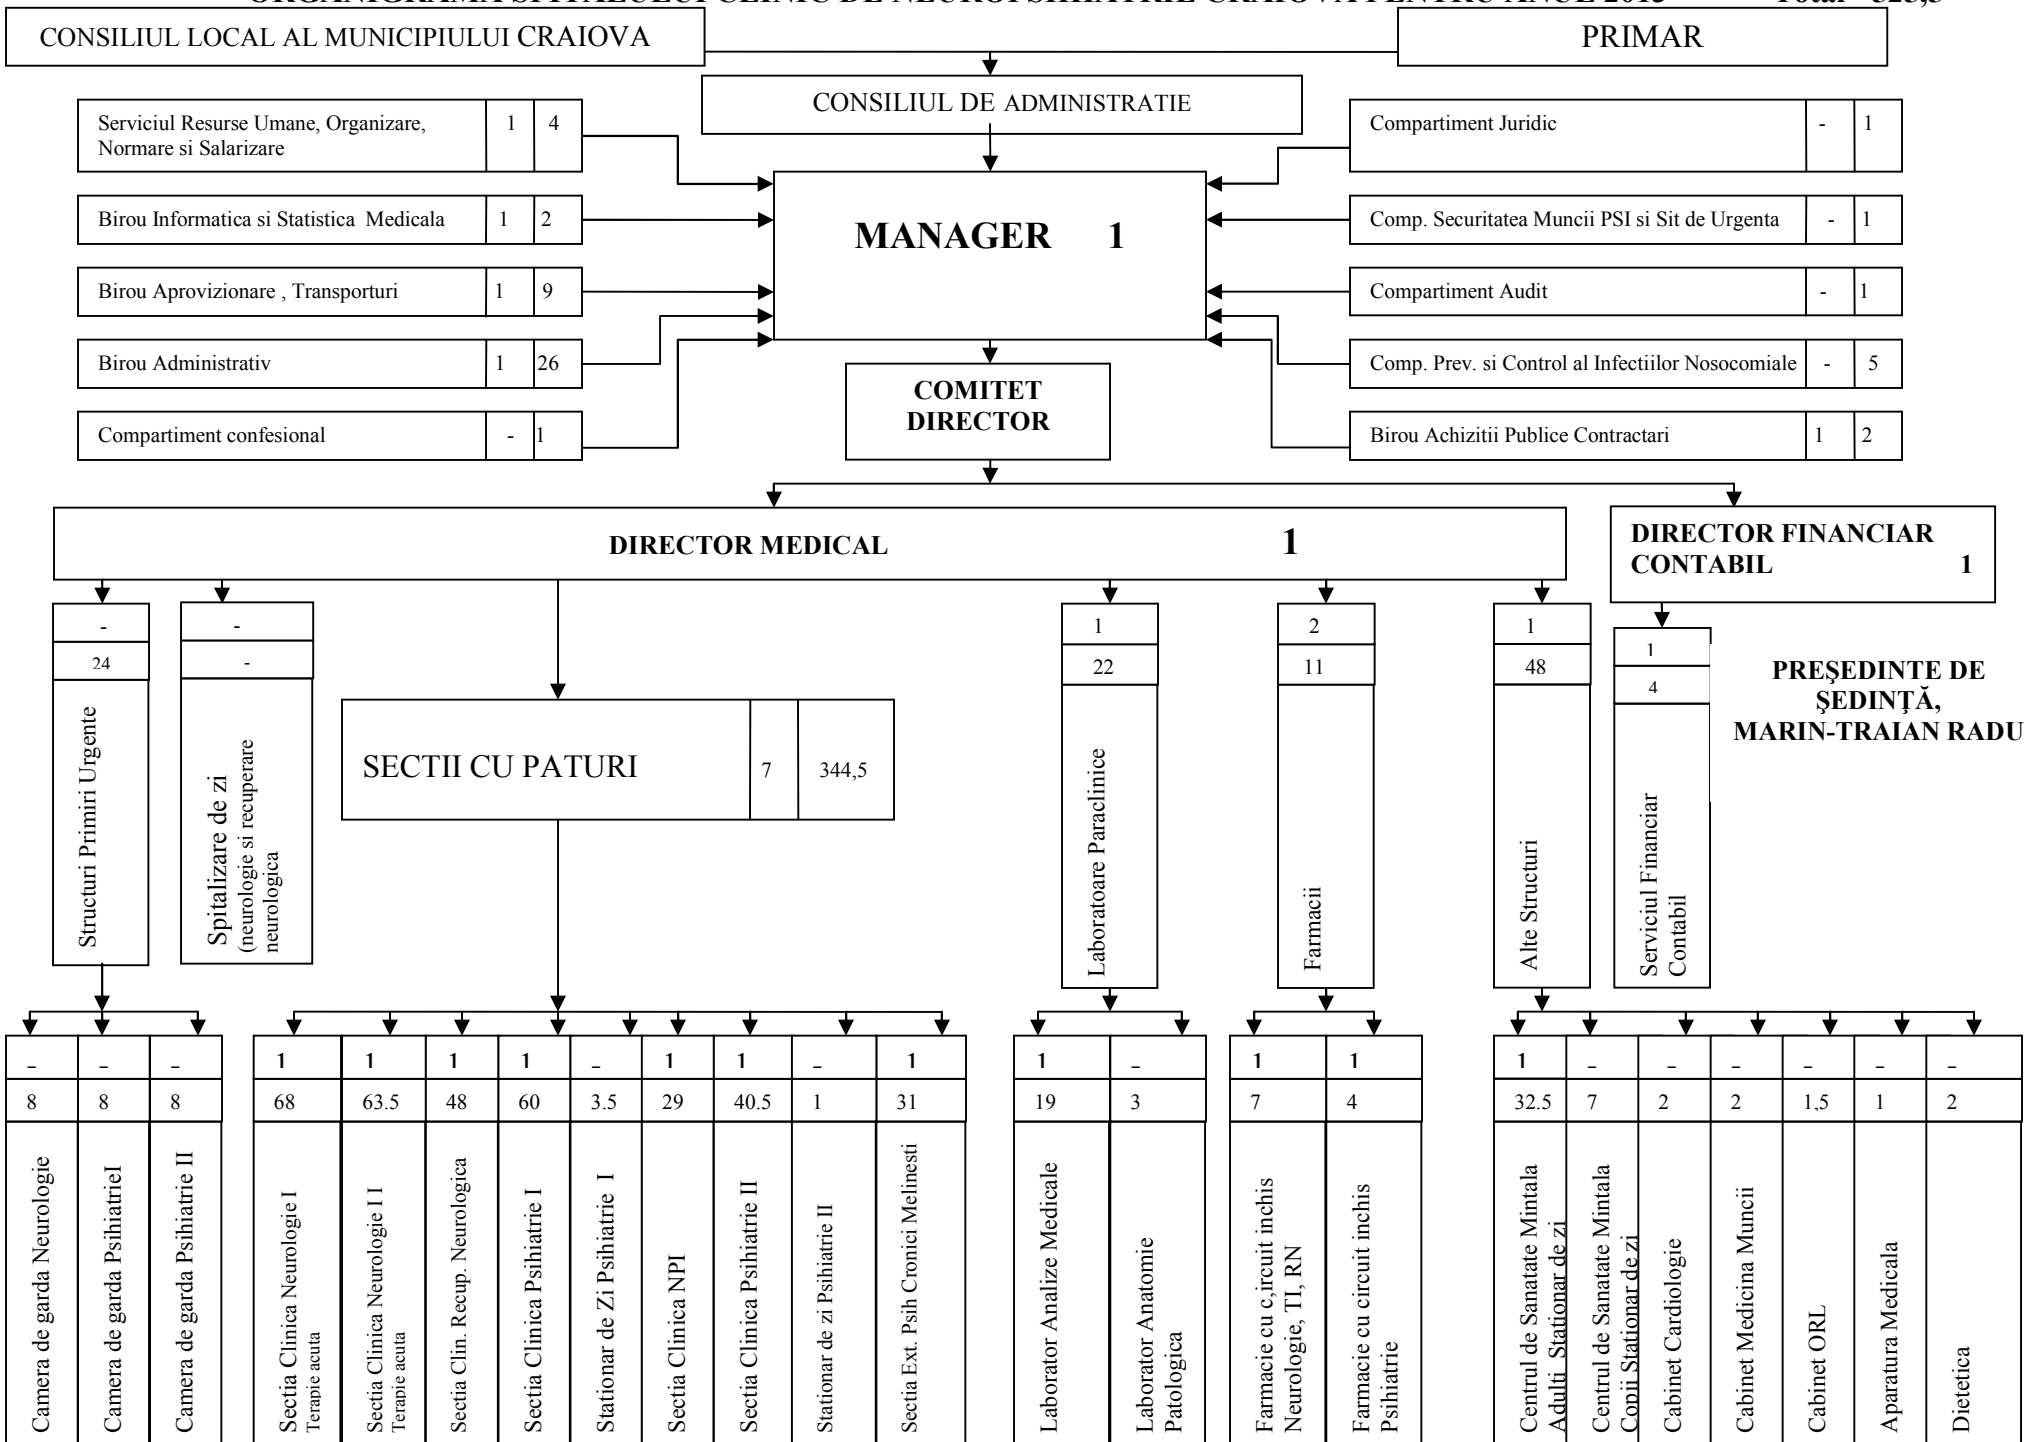 CONSILIUL LOCAL AL MUNICIPIULUI CRAIOVA
PRIMAR
CONSILIUL DE ADMINISTRATIE
Serviciul Resurse Umane, Organizare,
Normare si Salarizare
1 4
Compartiment Juridic - 1
Birou Informatica si Statistica Medicala 1 2
MANAGER 1
Comp. Securitatea Muncii PSI si Sit de Urgenta - 1
Birou Aprovizionare , Transporturi 1 9
Compartiment Audit - 1
Birou Administrativ 1 26
Comp. Prev. si Control al Infectiilor Nosocomiale - 5
Compartiment confesional - 1
COMITET
DIRECTOR
Birou Achizitii Publice Contractari 1 2
DIRECTOR MEDICAL 1
DIRECTOR FINANCIAR
CONTABIL 1
-
24
Structuri Primiri Urgente
-
-
Spitalizare de zi
(neurologie si recuperare
neurologica
SECTII CU PATURI 7 344,5
1
22
Laboratoare Paraclinice
2
11
Farmacii
1
48
Alte Structuri
1
4
Serviciul Financiar
Contabil
PREŞEDINTE DE
ŞEDINŢĂ,
MARIN-TRAIAN RADU
-
8
Camera de garda Neurologie
-
8
Camera de garda PsihiatrieI
-
8
Camera de garda Psihiatrie II
1
68
Sectia Clinica Neurologie I
Terapie acuta
1
63.5
Sectia Clinica Neurologie I I
Terapie acuta
1
48
Sectia Clin. Recup. Neurologica
1
60
Sectia Clinica Psihiatrie I
-
3.5
Stationar de Zi Psihiatrie I
1
29
Sectia Clinica NPI
1
40.5
Sectia Clinica Psihiatrie II
-
1
Stationar de zi Psihiatrie II
1
31
Sectia Ext. Psih Cronici Melinesti
1
19
Laborator Analize Medicale
-
3
Laborator Anatomie
Patologica
1
7
Farmacie cu c,ircuit inchis
Neurologie, TI, RN
1
4
Farmacie cu circuit inchis
Psihiatrie
1
32.5
Centrul de Sanatate Mintala
Adulti Stationar de zi
-
7
Centrul de Sanatate Mintala
Copii Stationar de zi
-
2
Cabinet Cardiologie
-
2
Cabinet Medicina Muncii
-
1,5
Cabinet ORL
-
1
Aparatura Medicala
-
2
Dietetica